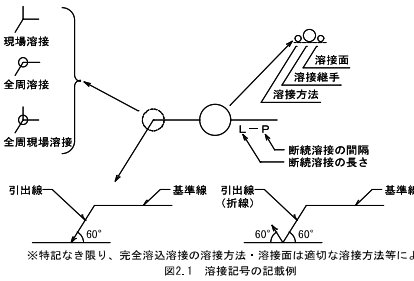 現場溶接
全周溶接
全周現場溶接
溶接面
溶接継手
溶接方法
L－P
断続溶接の間隔
断続溶接の長さ
引出線
基準線
60°
引出線
(折線)
基準線
60°
60°
※特記なき限り、完全溶込溶接の溶接方法・溶接面は適切な溶接方法等によ
図2.1 溶接記号の記載例